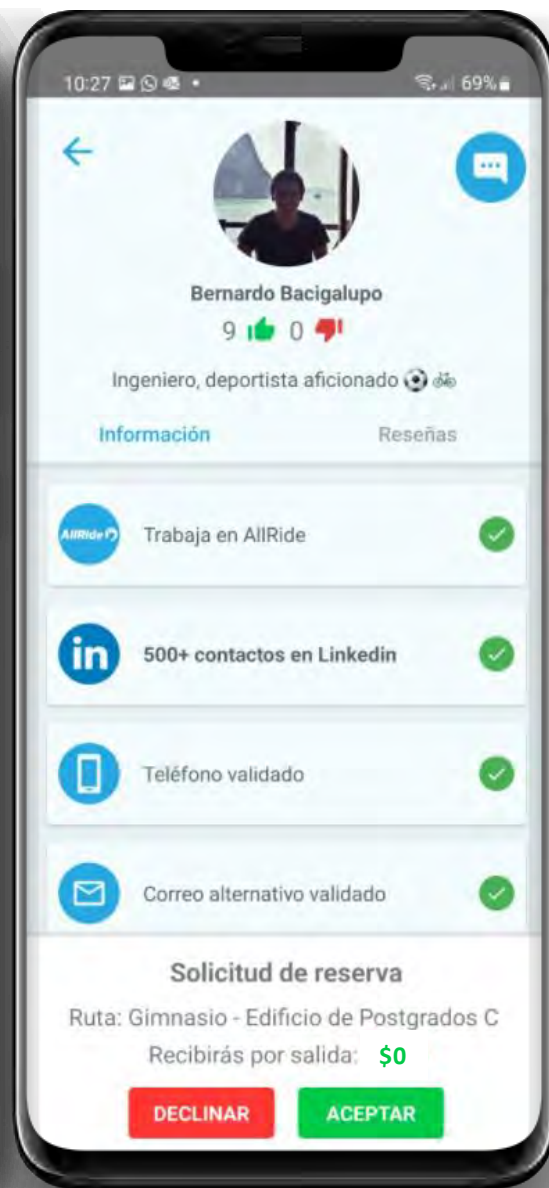 10:27
69%
Bernardo Bacigalupo
9 0
Ingeniero, deportista aficionado
Información Reseñas
AllRide
Trabaja en AllRide
in
500+ contactos en Linkedin
Teléfono validado
Correo alternativo validado
Solicitud de reserva
Ruta: Gimnasio - Edificio de Postgrados C
Recibirás por salida: $0
DECLINAR ACEPTAR